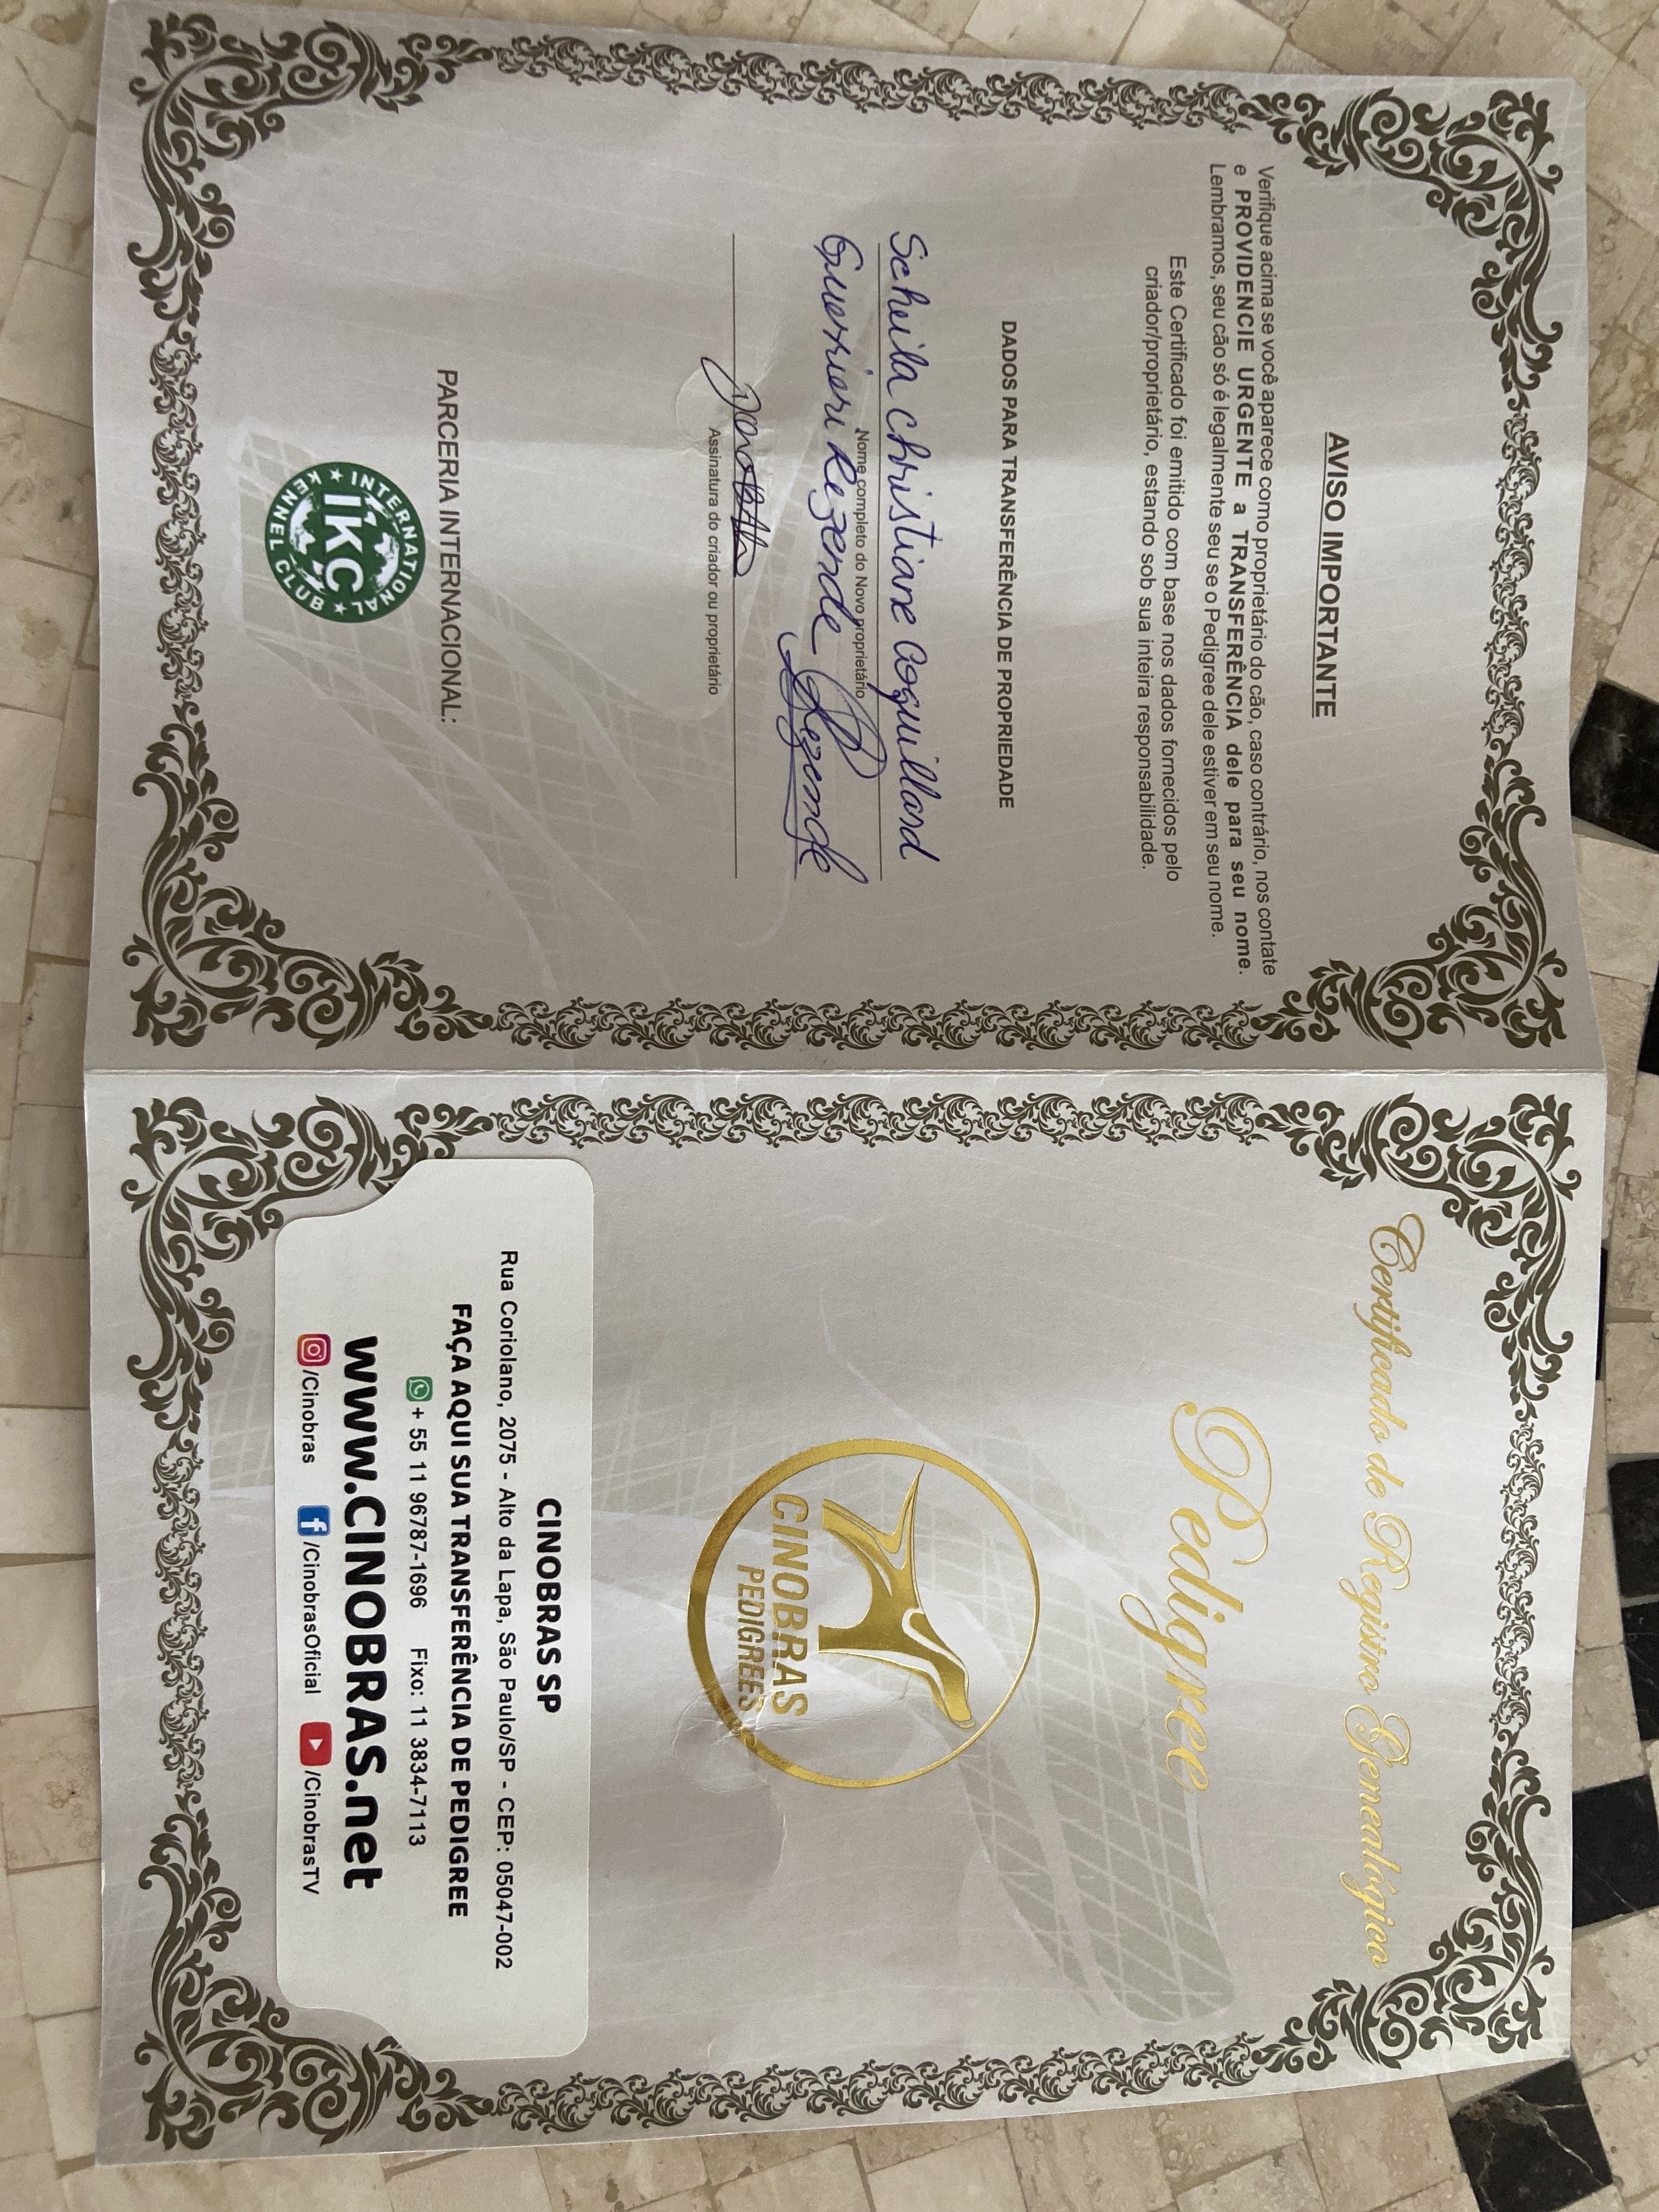 AVISO IMPORTANTE
Verifique acima se você aparece como proprietário do cão, caso contrário, nos contate
e PROVIDENCIE URGENTE a TRANSFERÊNCIA dele para seu nome.
Lembramos, seu cão só é legalmente seu se o Pedigree dele estiver em seu nome.
Este Certificado foi emitido com base nos dados fornecidos pelo
criador/proprietário, estando sob sua inteira responsabilidade.
DADOS PARA TRANSFERÊNCIA DE PROPRIEDADE
Scheila Christiane Coquillard
Nome completo do Novo proprietário
Guerrieri Rezende Rezende
Assinatura do criador ou proprietário
PARCERIA INTERNACIONAL:
INTERNATIONAL
IKC
KENNEL CLUB
Certificado de Registro Genealógico
Pedigree
CINOBRAS
PEDIGREES
CINOBRAS SP
Rua Coriolano, 2075 - Alto da Lapa, São Paulo/SP - CEP: 05047-002
FAÇA AQUI SUA TRANSFERÊNCIA DE PEDIGREE
+ 55 11 96787-1696 Fixo: 11 3834-7113
www.CINOBRAS.net
/Cinobras /CinobrasOficial /CinobrasTV